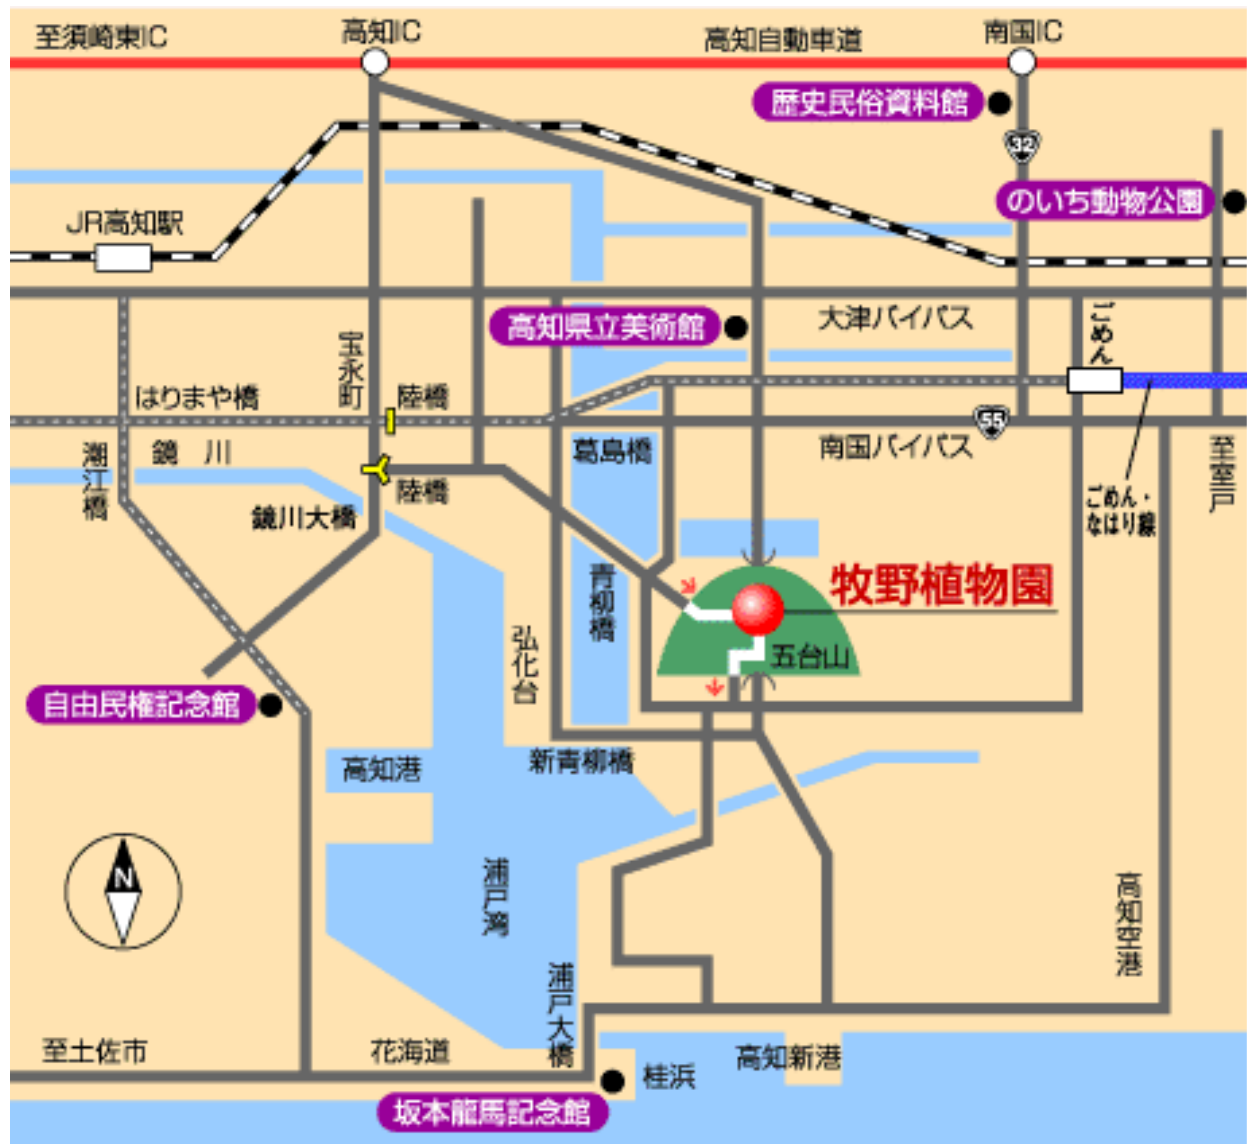 至須崎東IC
高知IC
高知自動車道
南国IC
歴史民俗資料館
32
のいち動物公園
JR高知駅
高知県立美術館
大津バイパス
ごめん
宝永町
はりまや橋
陸橋
55
潮江橋
鏡川
葛島橋
南国バイパス
至室戸
陸橋
ごめん・
なはり線
鏡川大橋
青柳橋
牧野植物園
弘化台
五台山
自由民権記念館
高知港
新青柳橋
N
浦戸湾
高知空港
浦戸大橋
至土佐市
花海道
高知新港
桂浜
坂本龍馬記念館